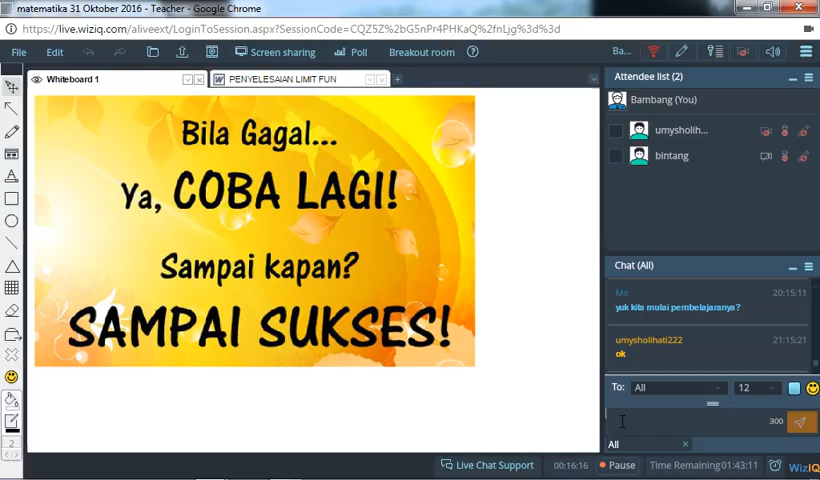 matematika 31 Oktober 2016 - Teacher - Google Chrome
https://live.wiziq.com/aliveext/LoginToSession.aspx?SessionCode=CQZ5Z%2bG5nPr4PHKaQ%2fnLjg%3d%3d
File Edit Screen sharing Poll Breakout room Ba...
Whiteboard 1 PENYELESAIAN LIMIT FUN
Bila Gagal...
Ya, COBA LAGI!
Sampai kapan?
SAMPAI SUKSES!
2
Attendee list (2)
Bambang (You)
umysholih...
bintang
Chat (All)
Me 20:15:11
yuk kita mulai pembelajaranya?
umysholihati222 21:15:21
ok
To: All 12
300
All
Live Chat Support 00:16:16 Pause Time Remaining 01:43:11 WizIQ